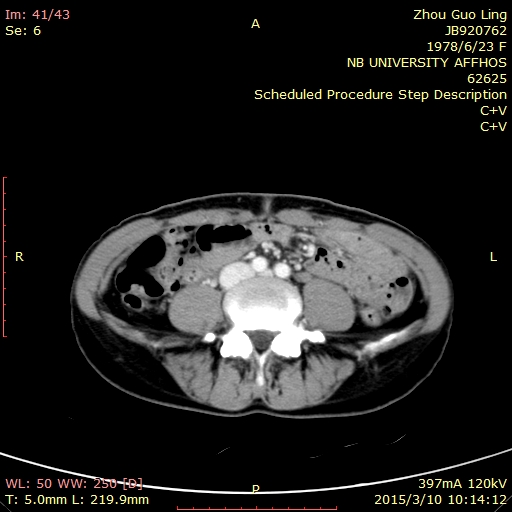 Im: 41/43
Se: 6
A
Zhou Guo Ling
JB920762
1978/6/23 F
NB UNIVERSITY AFFHOS
62625
Scheduled Procedure Step Description
C+V
C+V
R
L
WL: 50 WW: 250 [D]
T: 5.0mm L: 219.9mm
P
397mA 120kV
2015/3/10 10:14:12